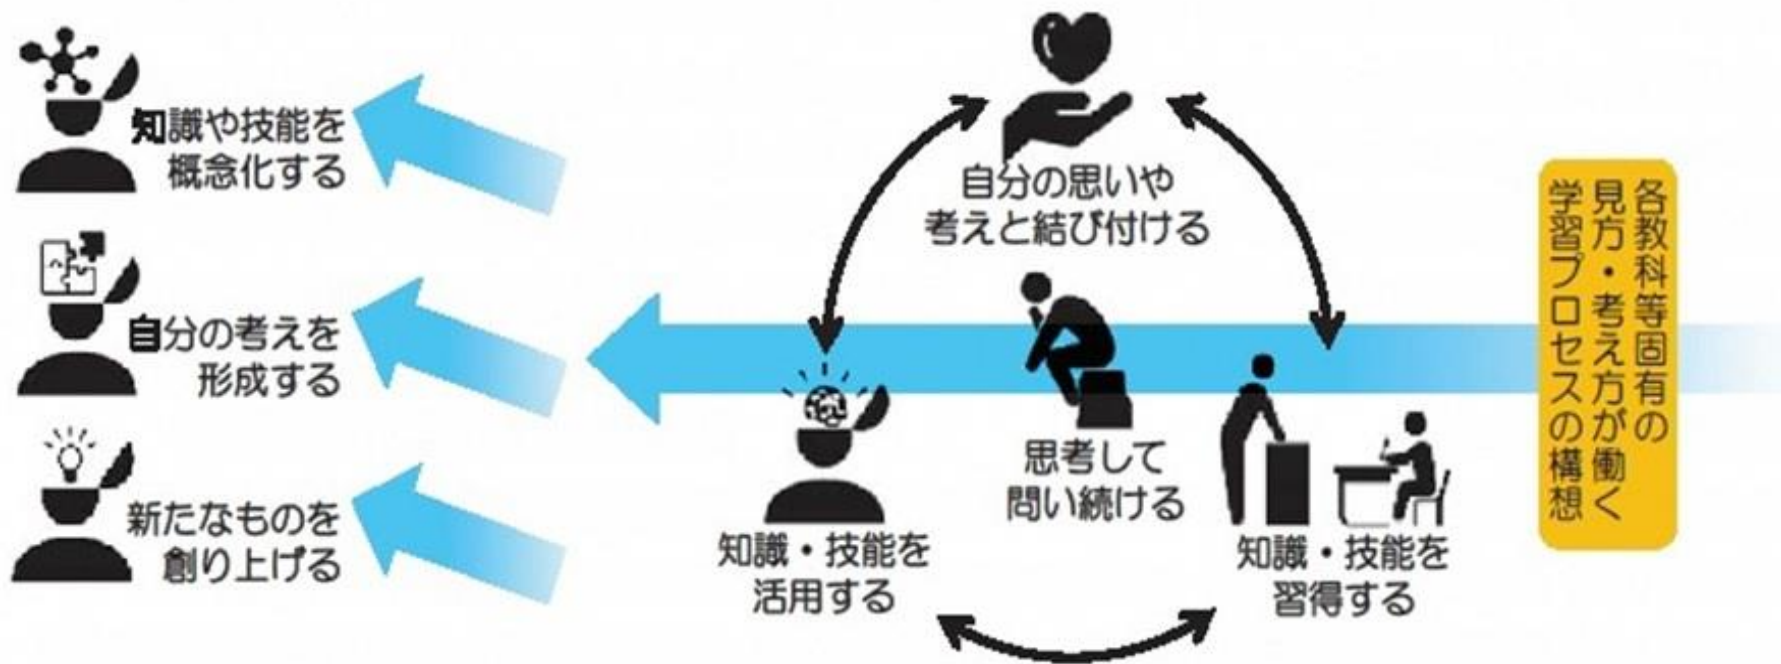 各教科等固有の
見方・考え方が働く
学習プロセスの構想
自分の思いや
考えと結び付ける
思考して
問い続ける
知識・技能を
習得する
知識・技能を
活用する
知識や技能を
概念化する
自分の考えを
形成する
新たなものを
創り上げる